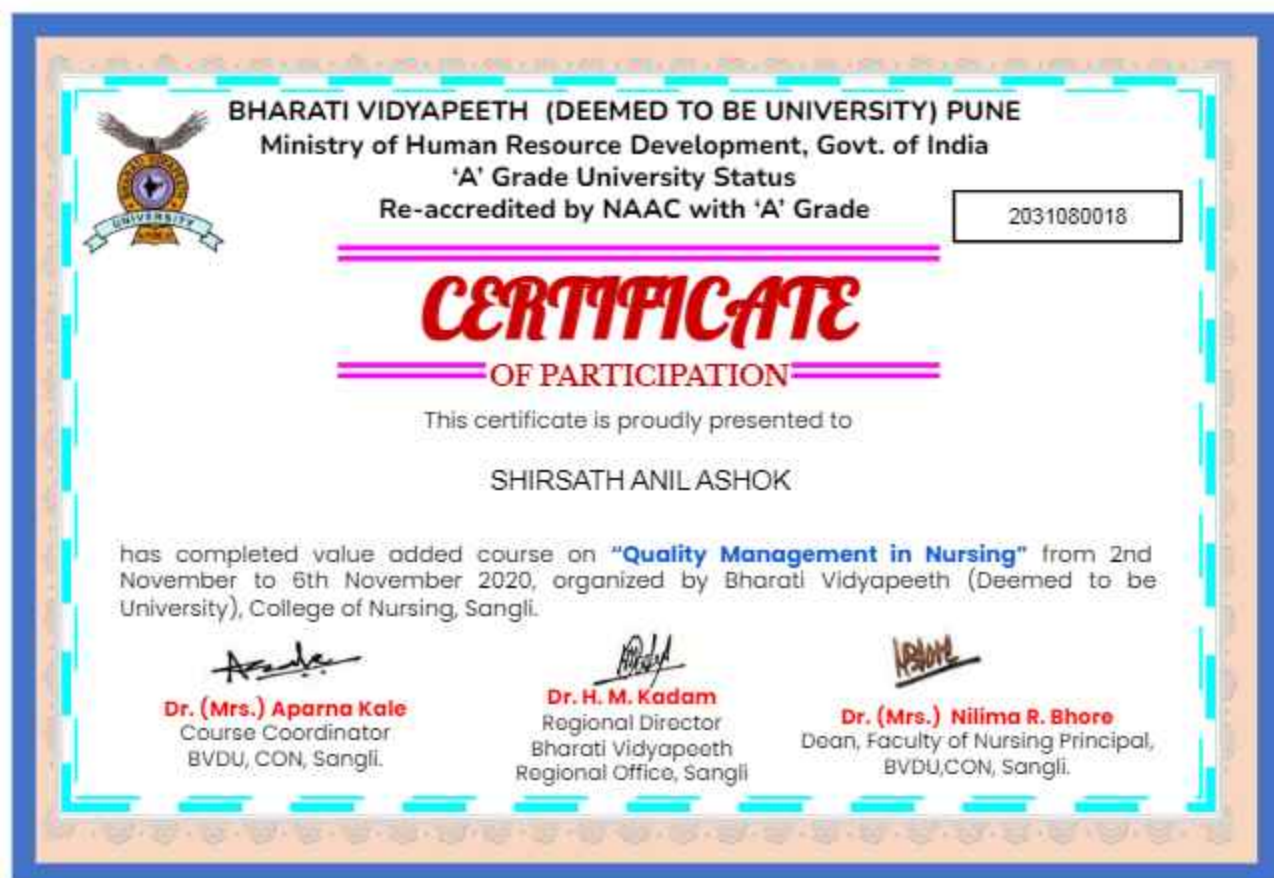 BHARATI VIDYAPEETH (DEEMED TO BE UNIVERSITY) PUNE
Ministry of Human Resource Development, Govt. of India
‘A’ Grade University Status
Re-accredited by NAAC with ‘A’ Grade
BHARATI VIDYAPEETH
UNIVERSITY
2031080018
CERTIFICATE
OF PARTICIPATION
This certificate is proudly presented to
SHIRSATH ANIL ASHOK
has completed value added course on “Quality Management in Nursing” from 2nd
November to 6th November 2020, organized by Bharati Vidyapeeth (Deemed to be
University), College of Nursing, Sangli.
Dr. (Mrs.) Aparna Kale
Course Coordinator
BVDU, CON, Sangli.
Dr. H. M. Kadam
Regional Director
Bharati Vidyapeeth
Regional Office, Sangli
Dr. (Mrs.) Nilima R. Bhore
Dean, Faculty of Nursing Principal,
BVDU,CON, Sangli.